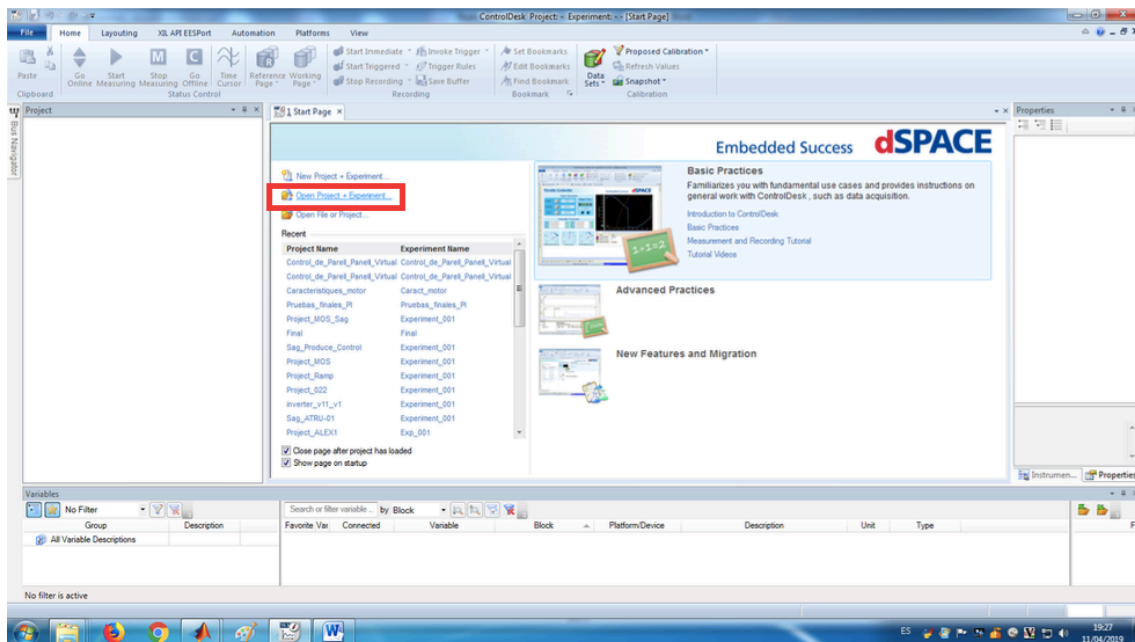 ControlDesk Project: - Experiment: - - [Start Page]
File Home Layouting XIL API EESPort Automation Platforms View
Paste
Go Online
Start Measuring
Stop Measuring
Go Offline
Time Cursor
Reference Page
Working Page
Start Immediate
Start Triggered
Stop Recording
Invoke Trigger
Trigger Rules
Save Buffer
Set Bookmarks
Edit Bookmarks
Find Bookmark
Data Sets
Proposed Calibration
Refresh Values
Snapshot
Clipboard Status Control Recording Bookmark Calibration
Bus Navigator
Project
1 Start Page
Properties
Embedded Success dSPACE
New Project + Experiment...
Open Project + Experiment...
Open File or Project...
Recent
Project Name Experiment Name
Control_de_Parell_Panell_Virtual Control_de_Parell_Panell_Virtual
Control_de_Parell_Panell_Virtual Control_de_Parell_Panell_Virtual
Caracteristiques_motor Caract_motor
Pruebas_finales_PI Pruebas_finales_PI
Project_MOS_Sag Experiment_001
Final Final
Sag_Produce_Control Experiment_001
Project_MOS Experiment_001
Project_Ramp Experiment_001
Project_022 Experiment_001
inverter_v11_v1 Experiment_001
Sag_ATRU-01 Experiment_001
Project_ALEX1 Exp_001
Close page after project has loaded
Show page on startup
Basic Practices
Familiarizes you with fundamental use cases and provides instructions on
general work with ControlDesk , such as data acquisition.
Introduction to ControlDesk
Basic Practices
Measurement and Recording Tutorial
Tutorial Videos
1+1=2
Advanced Practices
New Features and Migration
Instrumen... Properties
Variables
No Filter
Search or filter variable... by Block
Group Description
Favorite Var Connected Variable Block Platform/Device Description Unit Type F
All Variable Descriptions
No filter is active
ES
19:27
11/04/2019